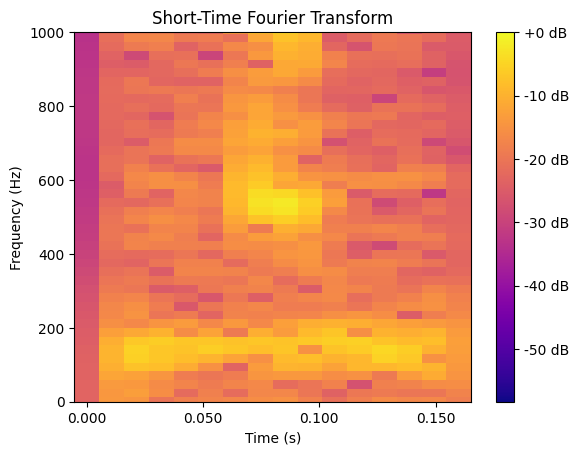 Short-Time Fourier Transform
1000
800
600
400
200
0
Frequency (Hz)
0.000 0.050 0.100 0.150
Time (s)
+0 dB
-10 dB
-20 dB
-30 dB
-40 dB
-50 dB